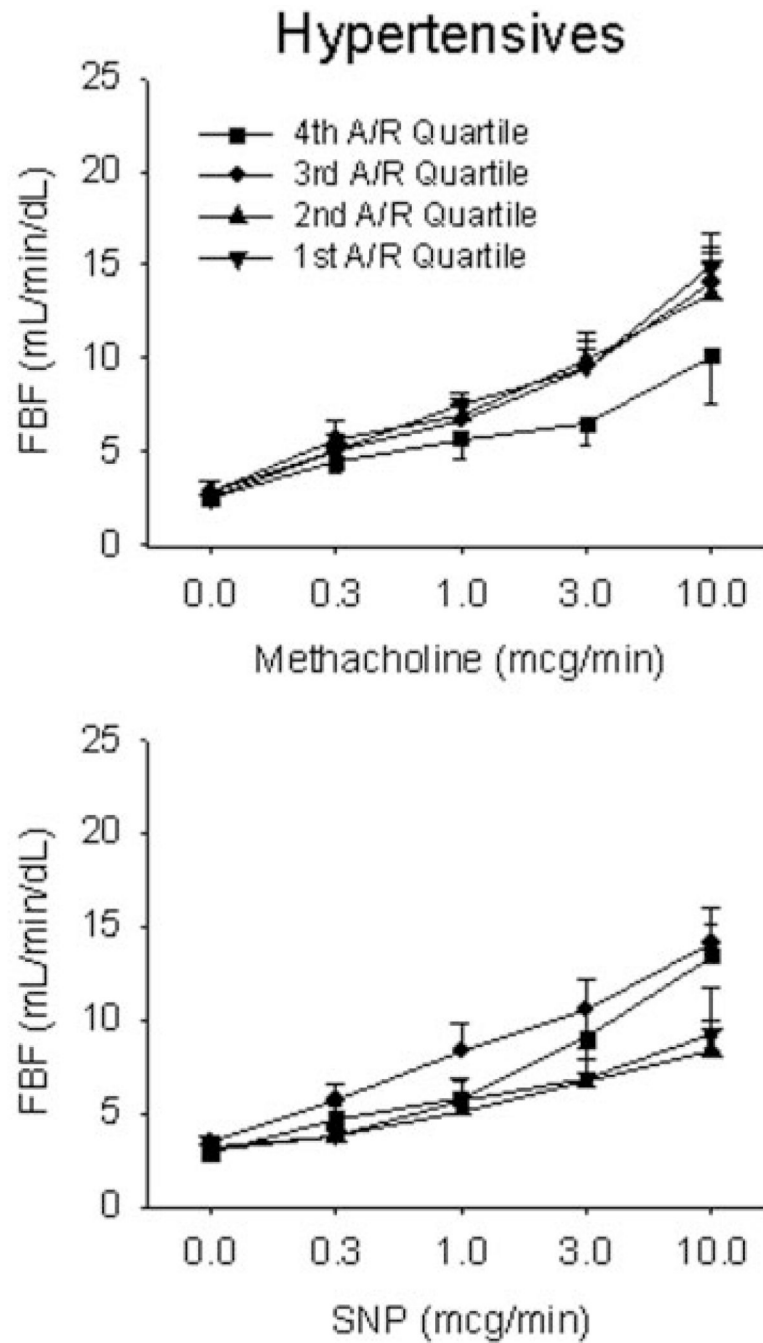 Hypertensives
25
20
15
10
5
0
FBF (mL/min/dL)
4th A/R Quartile
3rd A/R Quartile
2nd A/R Quartile
1st A/R Quartile
0.0 0.3 1.0 3.0 10.0
Methacholine (mcg/min)
25
20
15
10
5
0
FBF (mL/min/dL)
0.0 0.3 1.0 3.0 10.0
SNP (mcg/min)